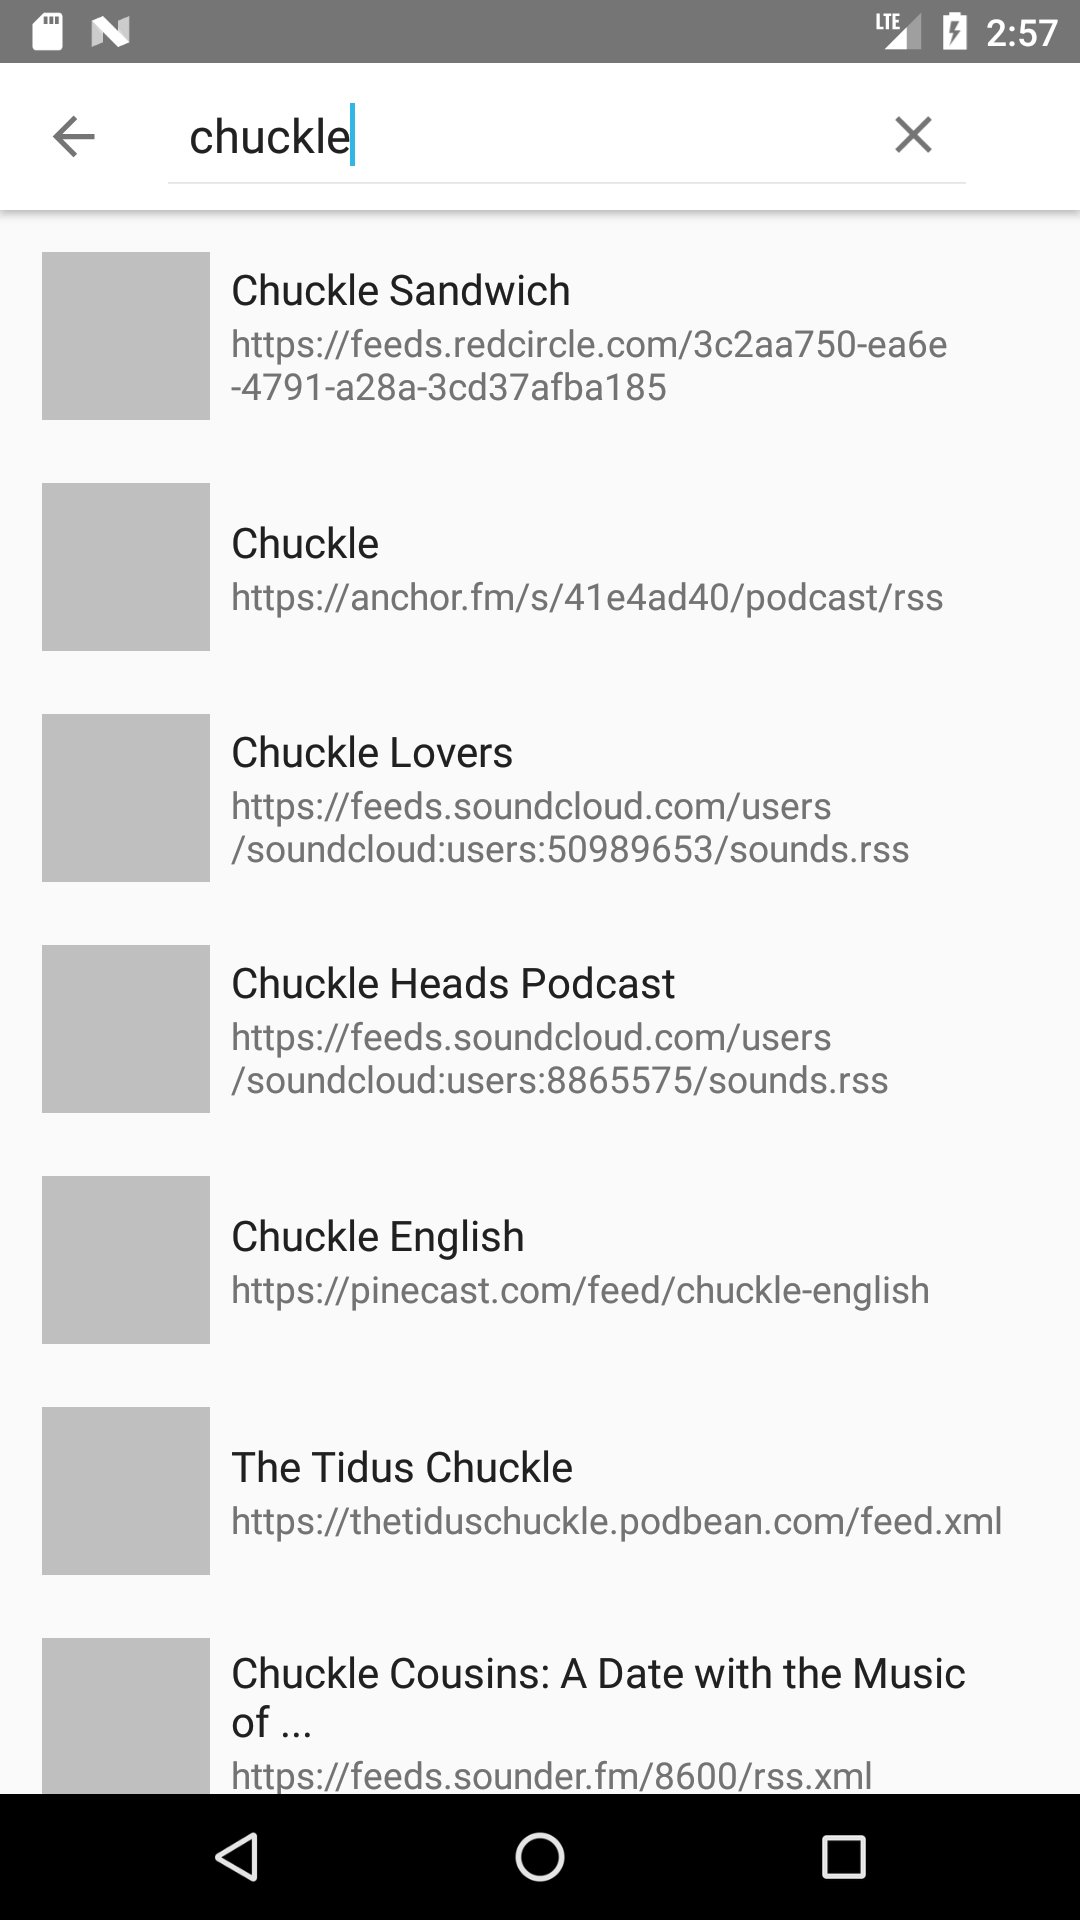 LTE 2:57
chuckle
Chuckle Sandwich
https://feeds.redcircle.com/3c2aa750-ea6e
-4791-a28a-3cd37afba185
Chuckle
https://anchor.fm/s/41e4ad40/podcast/rss
Chuckle Lovers
https://feeds.soundcloud.com/users
/soundcloud:users:50989653/sounds.rss
Chuckle Heads Podcast
https://feeds.soundcloud.com/users
/soundcloud:users:8865575/sounds.rss
Chuckle English
https://pinecast.com/feed/chuckle-english
The Tidus Chuckle
https://thetiduschuckle.podbean.com/feed.xml
Chuckle Cousins: A Date with the Music
of ...
https://feeds.sounder.fm/8600/rss.xml